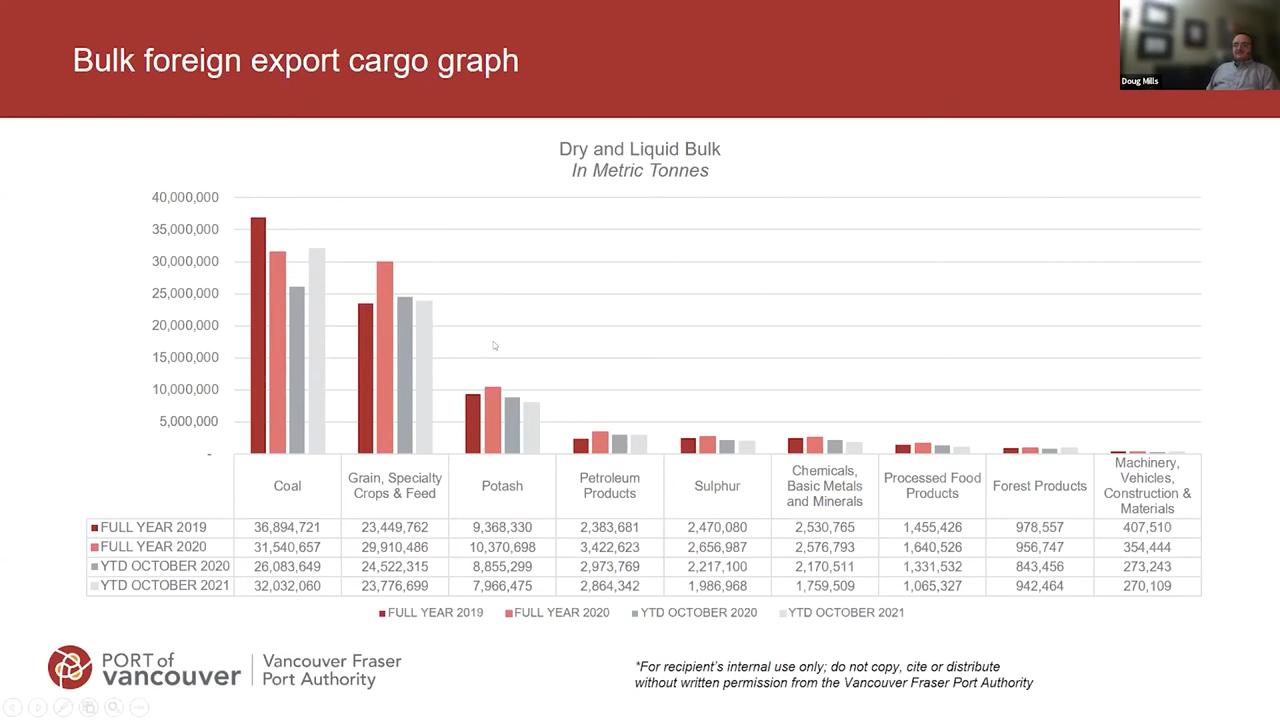 Bulk foreign export cargo graph
Doug Mills
Dry and Liquid Bulk
In Metric Tonnes
40,000,000
35,000,000
30,000,000
25,000,000
20,000,000
15,000,000
10,000,000
5,000,000
-
Coal
Grain, Specialty
Crops & Feed
Potash
Petroleum
Products
Sulphur
Chemicals,
Basic Metals
and Minerals
Processed Food
Products
Forest Products
Machinery,
Vehicles,
Construction &
Materials
FULL YEAR 2019 36,894,721 23,449,762 9,368,330 2,383,681 2,470,080 2,530,765 1,455,426 978,557 407,510
FULL YEAR 2020 31,540,657 29,910,486 10,370,698 3,422,623 2,656,987 2,576,793 1,640,526 956,747 354,444
YTD OCTOBER 2020 26,083,649 24,522,315 8,855,299 2,973,769 2,217,100 2,170,511 1,331,532 843,456 273,243
YTD OCTOBER 2021 32,032,060 23,776,699 7,966,475 2,864,342 1,986,968 1,759,509 1,065,327 942,464 270,109
FULL YEAR 2019 FULL YEAR 2020 YTD OCTOBER 2020 YTD OCTOBER 2021
PORT of
vancouver
Vancouver Fraser
Port Authority
*For recipient's internal use only; do not copy, cite or distribute
without written permission from the Vancouver Fraser Port Authority